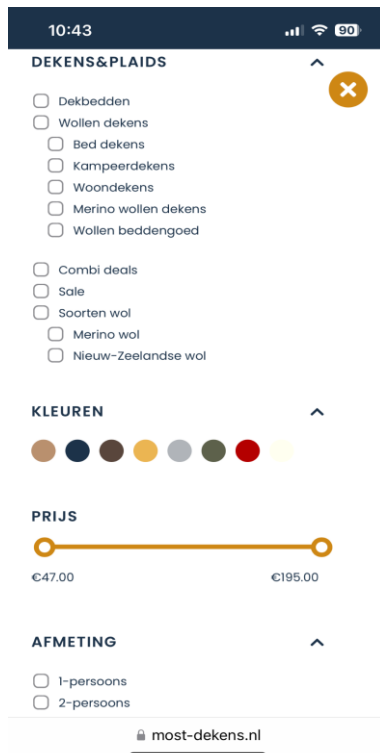 10:43
90
DEKENS&PLAIDS
Dekbedden
Wollen dekens
Bed dekens
Kampeerdekens
Woondekens
Merino wollen dekens
Wollen beddengoed
Combi deals
Sale
Soorten wol
Merino wol
Nieuw-Zeelandse wol
KLEUREN
PRIJS
€47.00 €195.00
AFMETING
1-persoons
2-persoons
most-dekens.nl